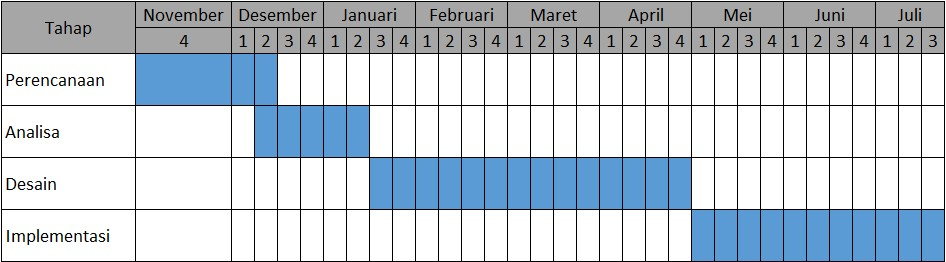 Tahap November Desember Januari Februari Maret April Mei Juni Juli
4 1 2 3 4 1 2 3 4 1 2 3 4 1 2 3 4 1 2 3 4 1 2 3 4 1 2 3 4 1 2 3
Perencanaan
Analisa
Desain
Implementasi